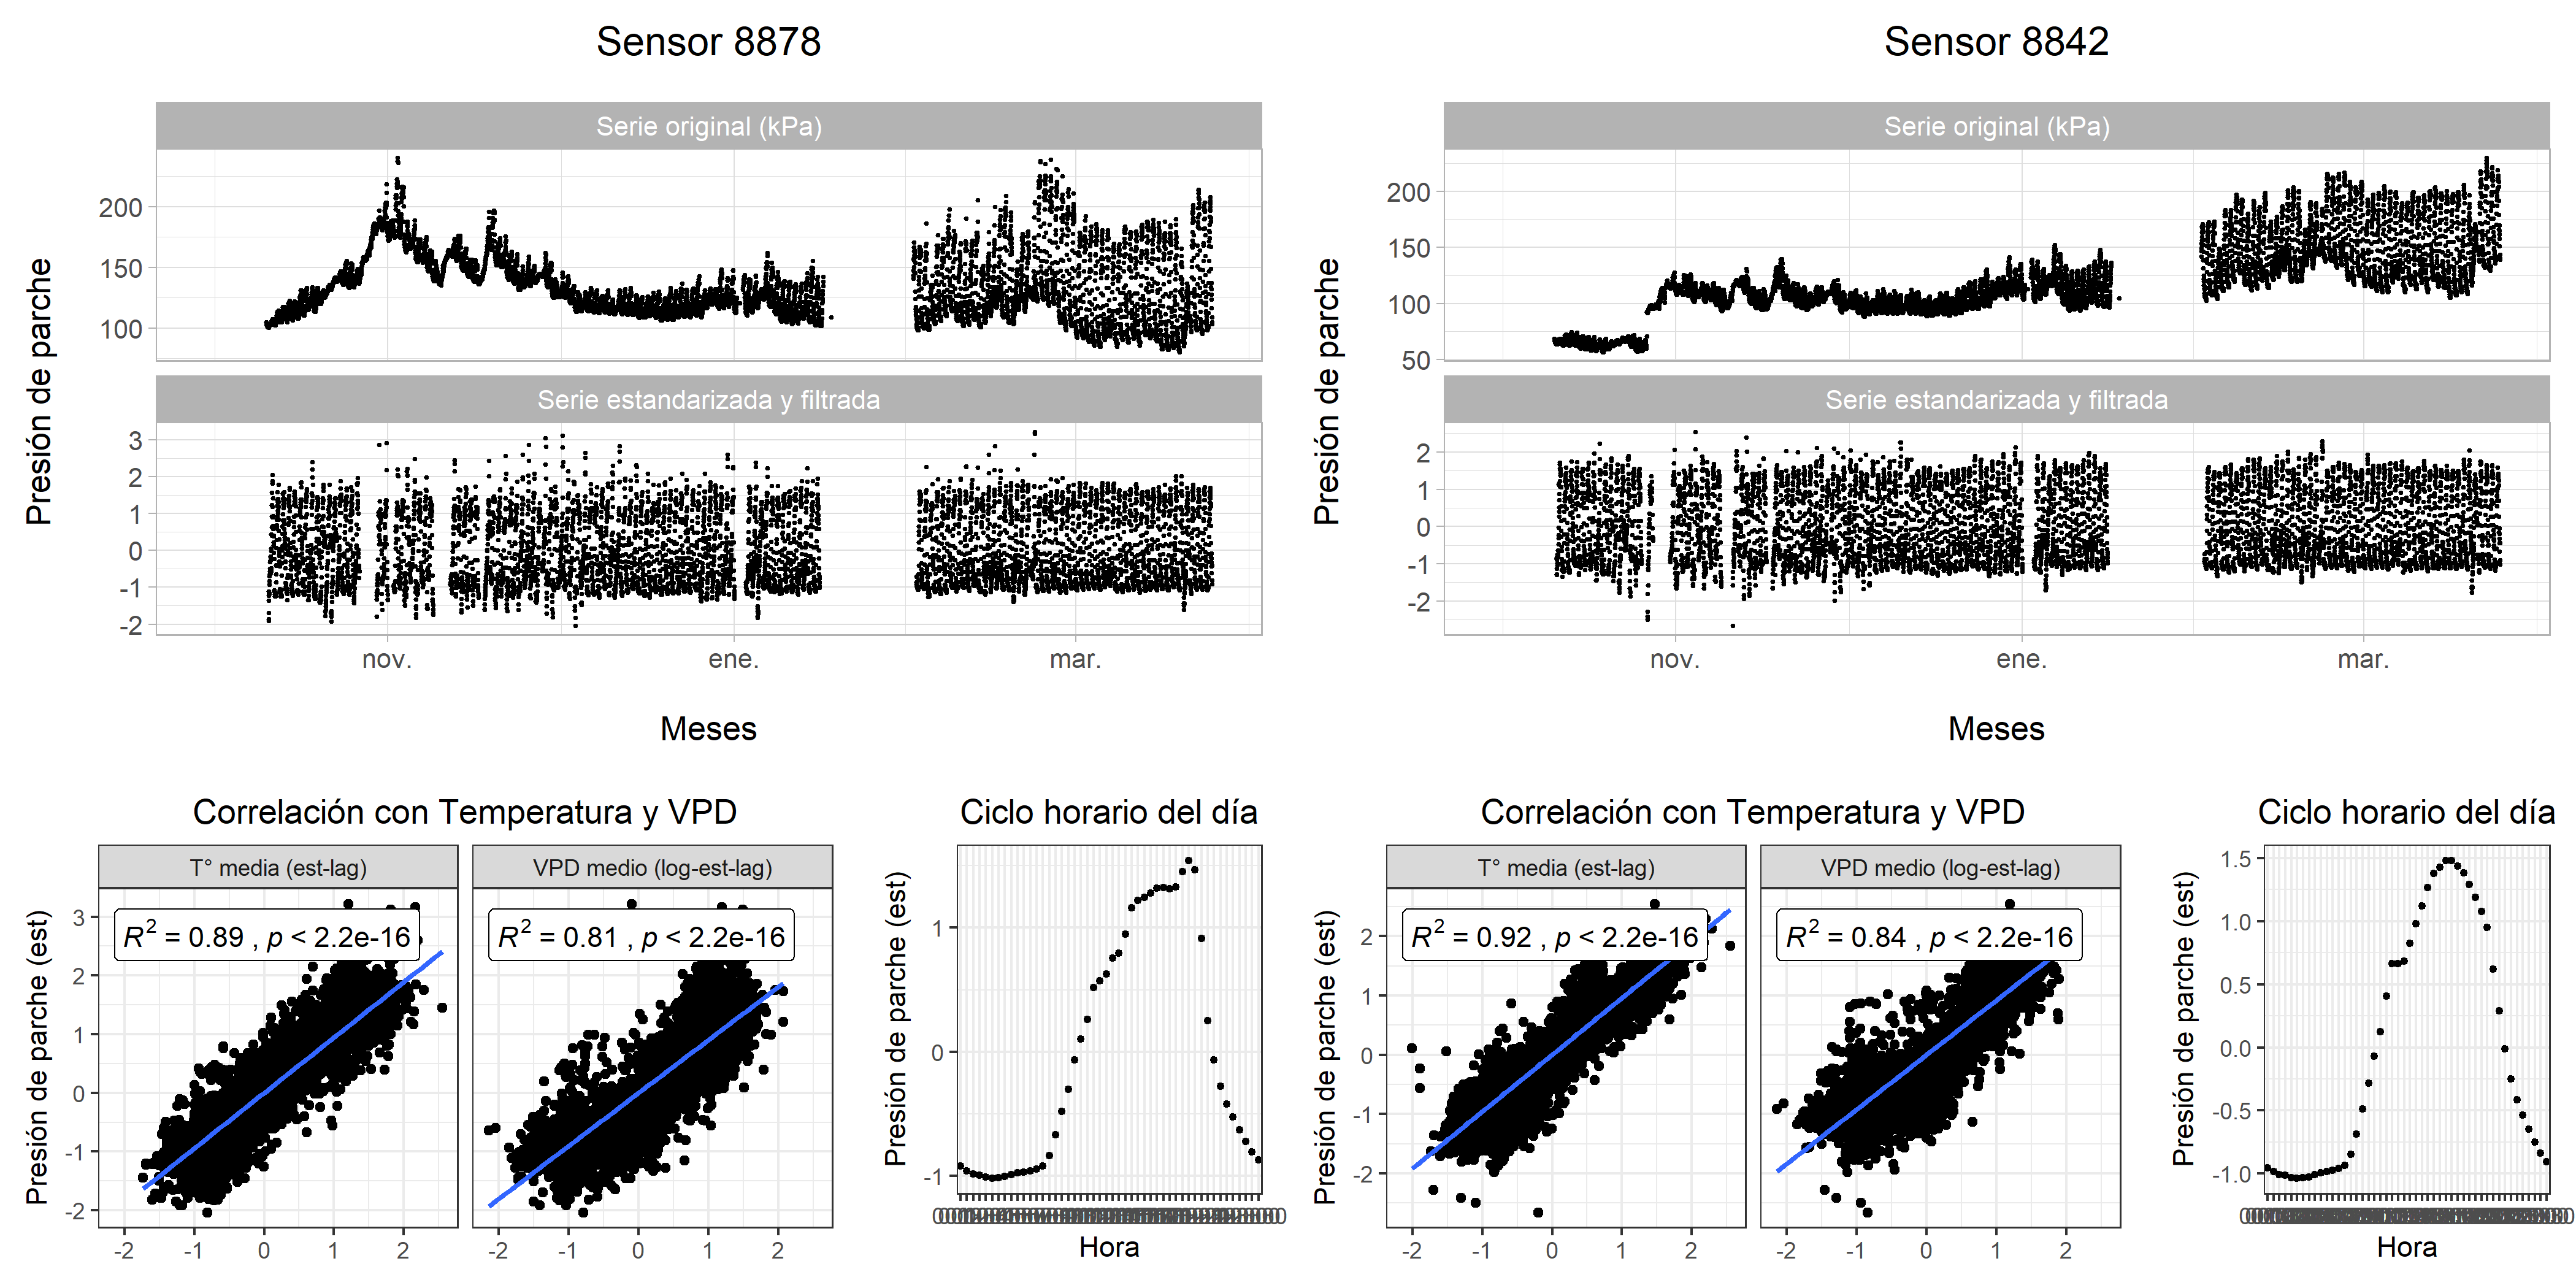 Sensor 8878
Serie original (kPa)
200
150
100
Serie estandarizada y filtrada
3
2
1
0
-1
-2
Presión de parche
nov.
ene.
mar.
Meses
Sensor 8842
Serie original (kPa)
200
150
100
50
Serie estandarizada y filtrada
2
1
0
-1
-2
Presión de parche
nov.
ene.
mar.
Meses
Correlación con Temperatura y VPD
T° media (est-lag)
VPD medio (log-est-lag)
R² = 0.89 , p < 2.2e-16
R² = 0.81 , p < 2.2e-16
Presión de parche (est)
3
2
1
0
-1
-2
-2 -1 0 1 2
-2 -1 0 1 2
Ciclo horario del día
Presión de parche (est)
1
0
-1
Hora
Correlación con Temperatura y VPD
T° media (est-lag)
VPD medio (log-est-lag)
R² = 0.92 , p < 2.2e-16
R² = 0.84 , p < 2.2e-16
Presión de parche (est)
2
1
0
-1
-2
-2 -1 0 1 2
-2 -1 0 1 2
Ciclo horario del día
Presión de parche (est)
1.5
1.0
0.5
0.0
-0.5
-1.0
Hora